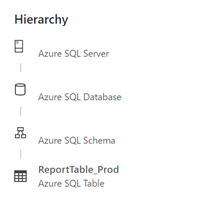 Hierarchy
Azure SQL Server
Azure SQL Database
Azure SQL Schema
ReportTable_Prod
Azure SQL Table